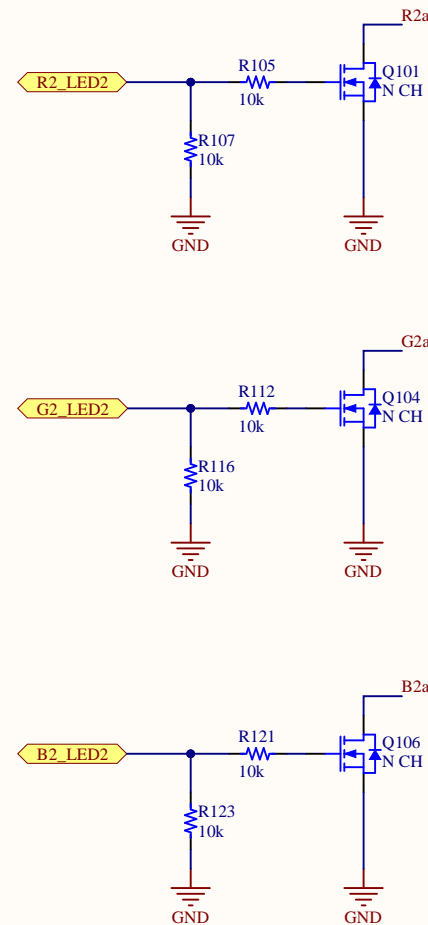 R2a
R2_LED2
R105
10k
Q101
N CH
R107
10k
GND
GND
G2a
G2_LED2
R112
10k
Q104
N CH
R116
10k
GND
GND
B2a
B2_LED2
R121
10k
Q106
N CH
R123
10k
GND
GND